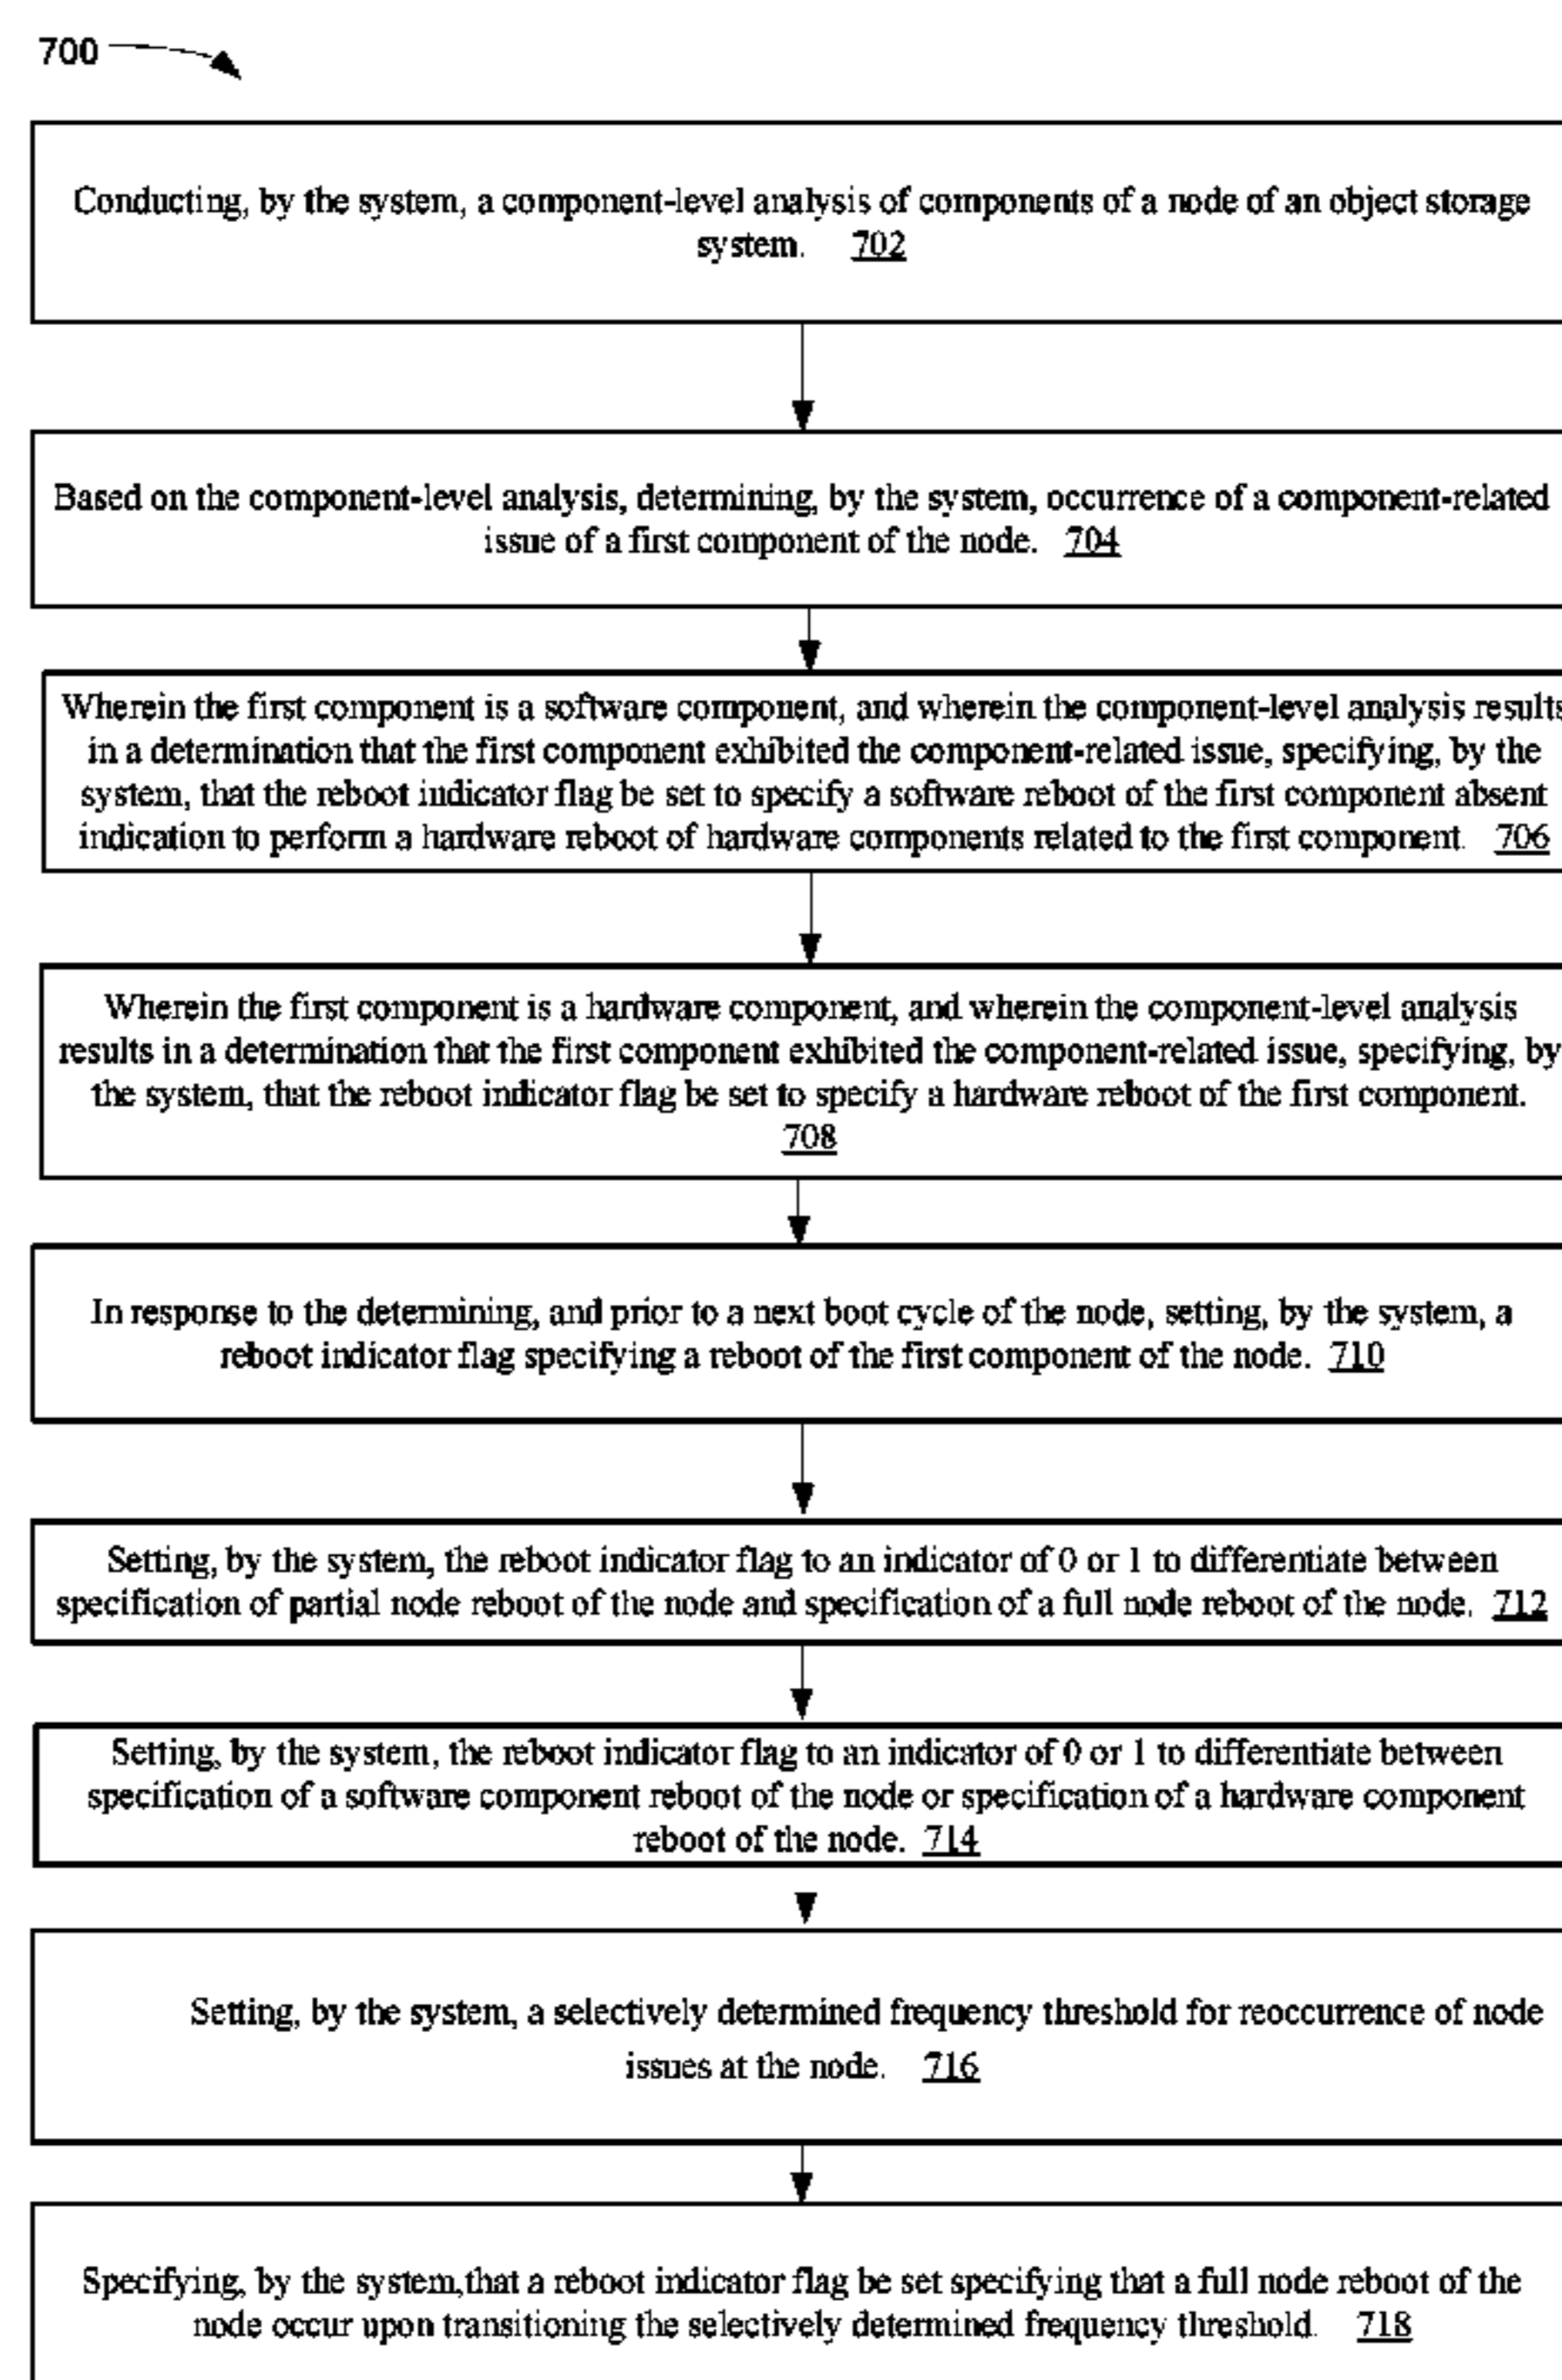 700
Conducting, by the system, a component-level analysis of components of a node of an object storage
system. 702
Based on the component-level analysis, determining, by the system, occurrence of a component-related
issue of a first component of the node. 704
Wherein the first component is a software component, and wherein the component-level analysis results
in a determination that the first component exhibited the component-related issue, specifying, by the
system, that the reboot indicator flag be set to specify a software reboot of the first component absent
indication to perform a hardware reboot of hardware components related to the first component. 706
Wherein the first component is a hardware component, and wherein the component-level analysis
results in a determination that the first component exhibited the component-related issue, specifying, by
the system, that the reboot indicator flag be set to specify a hardware reboot of the first component.
708
In response to the determining, and prior to a next boot cycle of the node, setting, by the system, a
reboot indicator flag specifying a reboot of the first component of the node. 710
Setting, by the system, the reboot indicator flag to an indicator of 0 or 1 to differentiate between
specification of partial node reboot of the node and specification of a full node reboot of the node. 712
Setting, by the system, the reboot indicator flag to an indicator of 0 or 1 to differentiate between
specification of a software component reboot of the node or specification of a hardware component
reboot of the node. 714
Setting, by the system, a selectively determined frequency threshold for reoccurrence of node
issues at the node. 716
Specifying, by the system,that a reboot indicator flag be set specifying that a full node reboot of the
node occur upon transitioning the selectively determined frequency threshold. 718